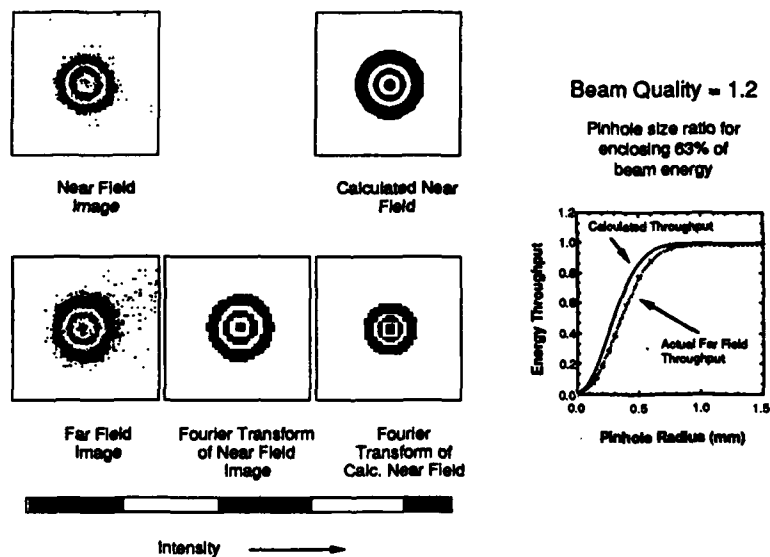 Near Field
Image
Calculated Near
Field
Far Field
Image
Fourier Transform
of Near Field
Image
Fourier
Transform of
Calc. Near Field
Intensity
Beam Quality = 1.2
Pinhole size ratio for
enclosing 63% of
beam energy
Energy Throughput
1.2
1.0
0.8
0.6
0.4
0.2
0.0
Calculated Throughput
Actual Far Field
Throughput
0.0 0.5 1.0 1.5
Pinhole Radius (mm)